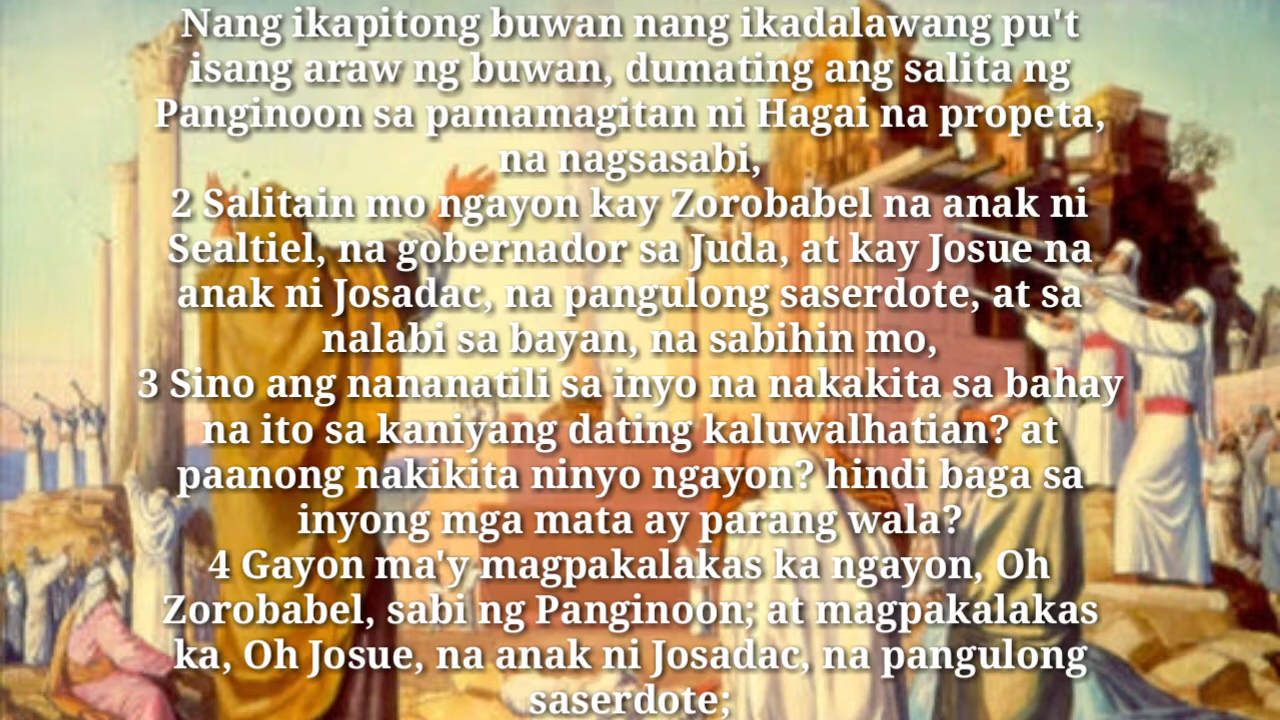 Nang ikapitong buwan nang ikadalawang pu't
isang araw ng buwan, dumating ang salita ng
Panginoon sa pamamagitan ni Hagai na propeta,
na nagsasabi,
2 Salitain mo ngayon kay Zorobabel na anak ni
Sealtiel, na gobernador sa Juda, at kay Josue na
anak ni Josadac, na pangulong saserdote, at sa
nalabi sa bayan, na sabihin mo,
3 Sino ang nananatili sa inyo na nakakita sa bahay
na ito sa kaniyang dating kaluwalhatian? at
paanong nakikita ninyo ngayon? hindi baga sa
inyong mga mata ay parang wala?
4 Gayon ma'y magpakalakas ka ngayon, Oh
Zorobabel, sabi ng Panginoon; at magpakalakas
ka, Oh Josue, na anak ni Josadac, na pangulong
saserdote;